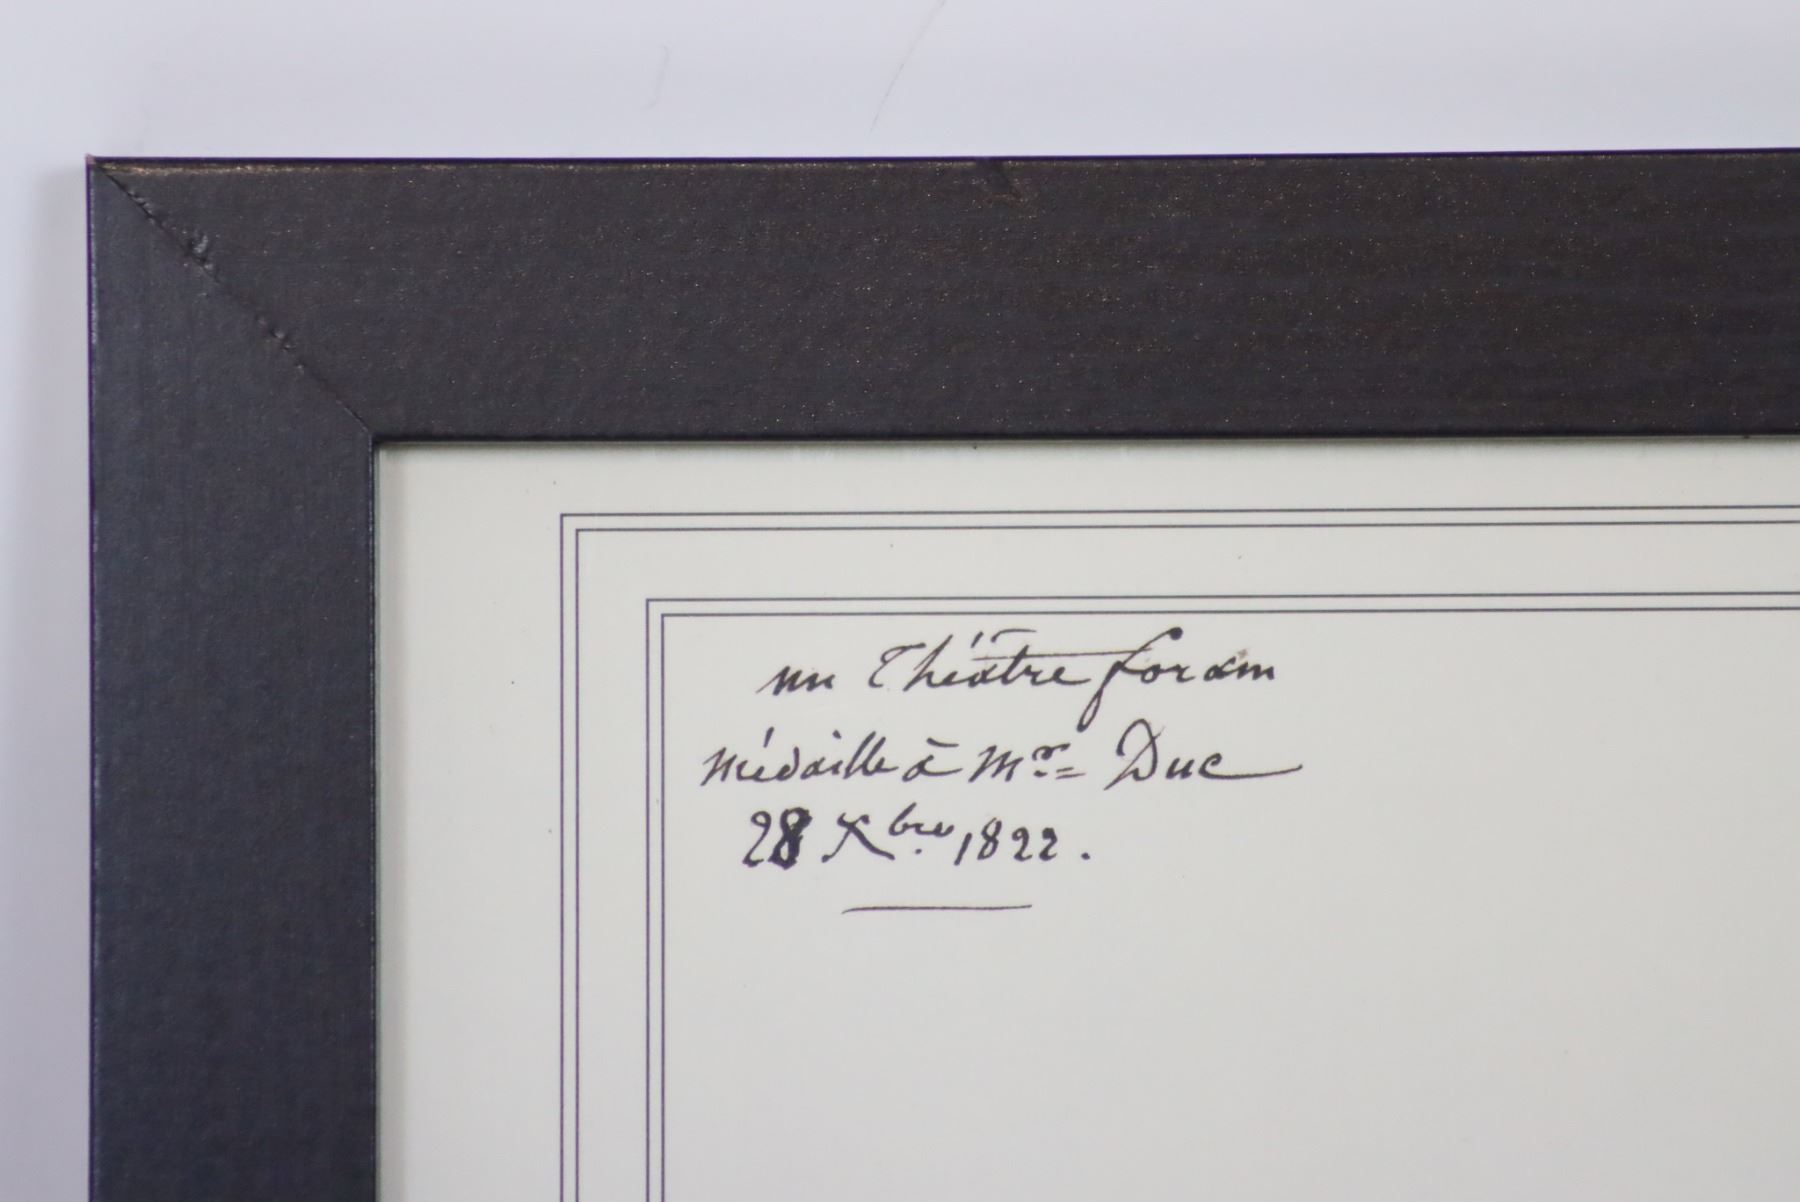 un Théâtre forain
Médaille à Mr. Duc
28 Xbre 1822.